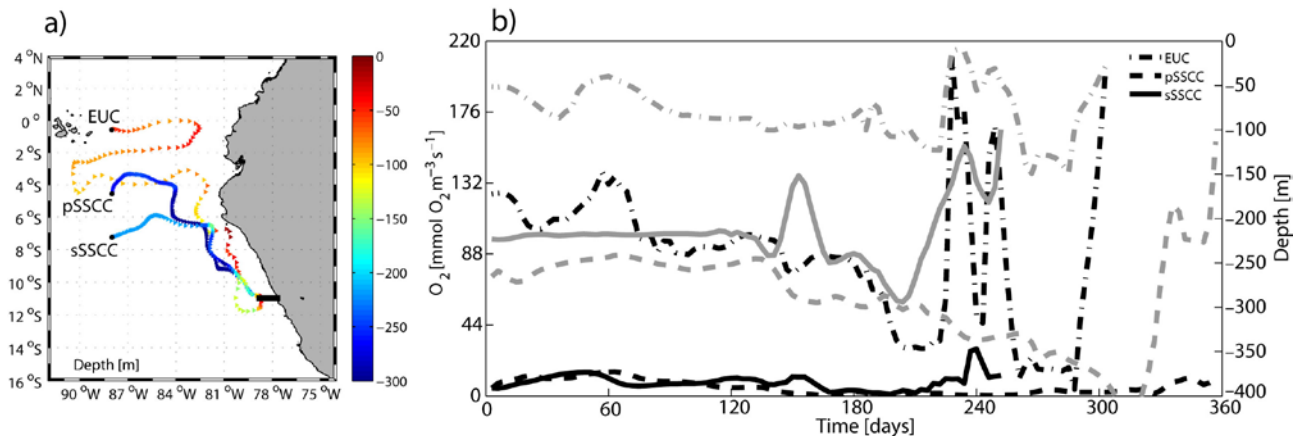 a)
4 °N
2 °N
0 °
2 °S
4 °S
6 °S
8 °S
10 °S
12 °S
14 °S
16 °S
90 °W
87 °W
84 °W
81 °W
79 °W
78 °W
75 °W
74 °W
EUC
pSSCC
sSSCC
Depth [m]
0
−50
−100
−150
−200
−250
−300
b)
220
176
132
88
44
0
O₂ [mmol O₂ m⁻³ s⁻¹]
0
60
120
180
240
300
360
Time [days]
0
−50
−100
−150
−200
−250
−300
−350
−400
Depth [m]
EUC
pSSCC
sSSCC